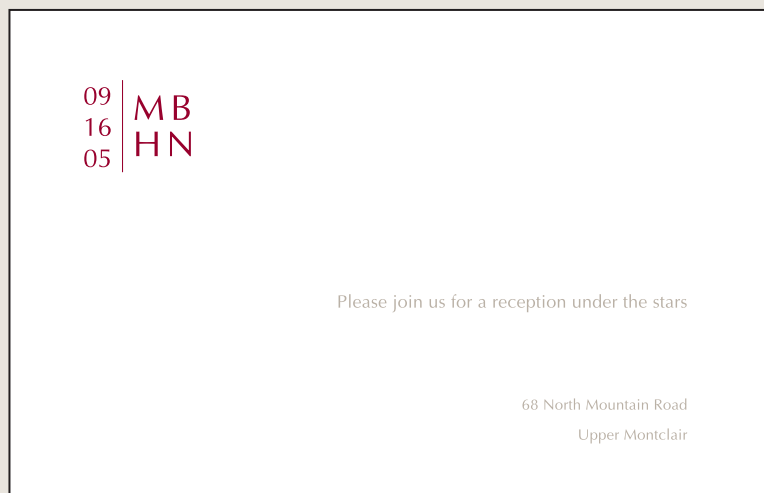 09
16
05
MB
HN
Please join us for a reception under the stars
68 North Mountain Road
Upper Montclair